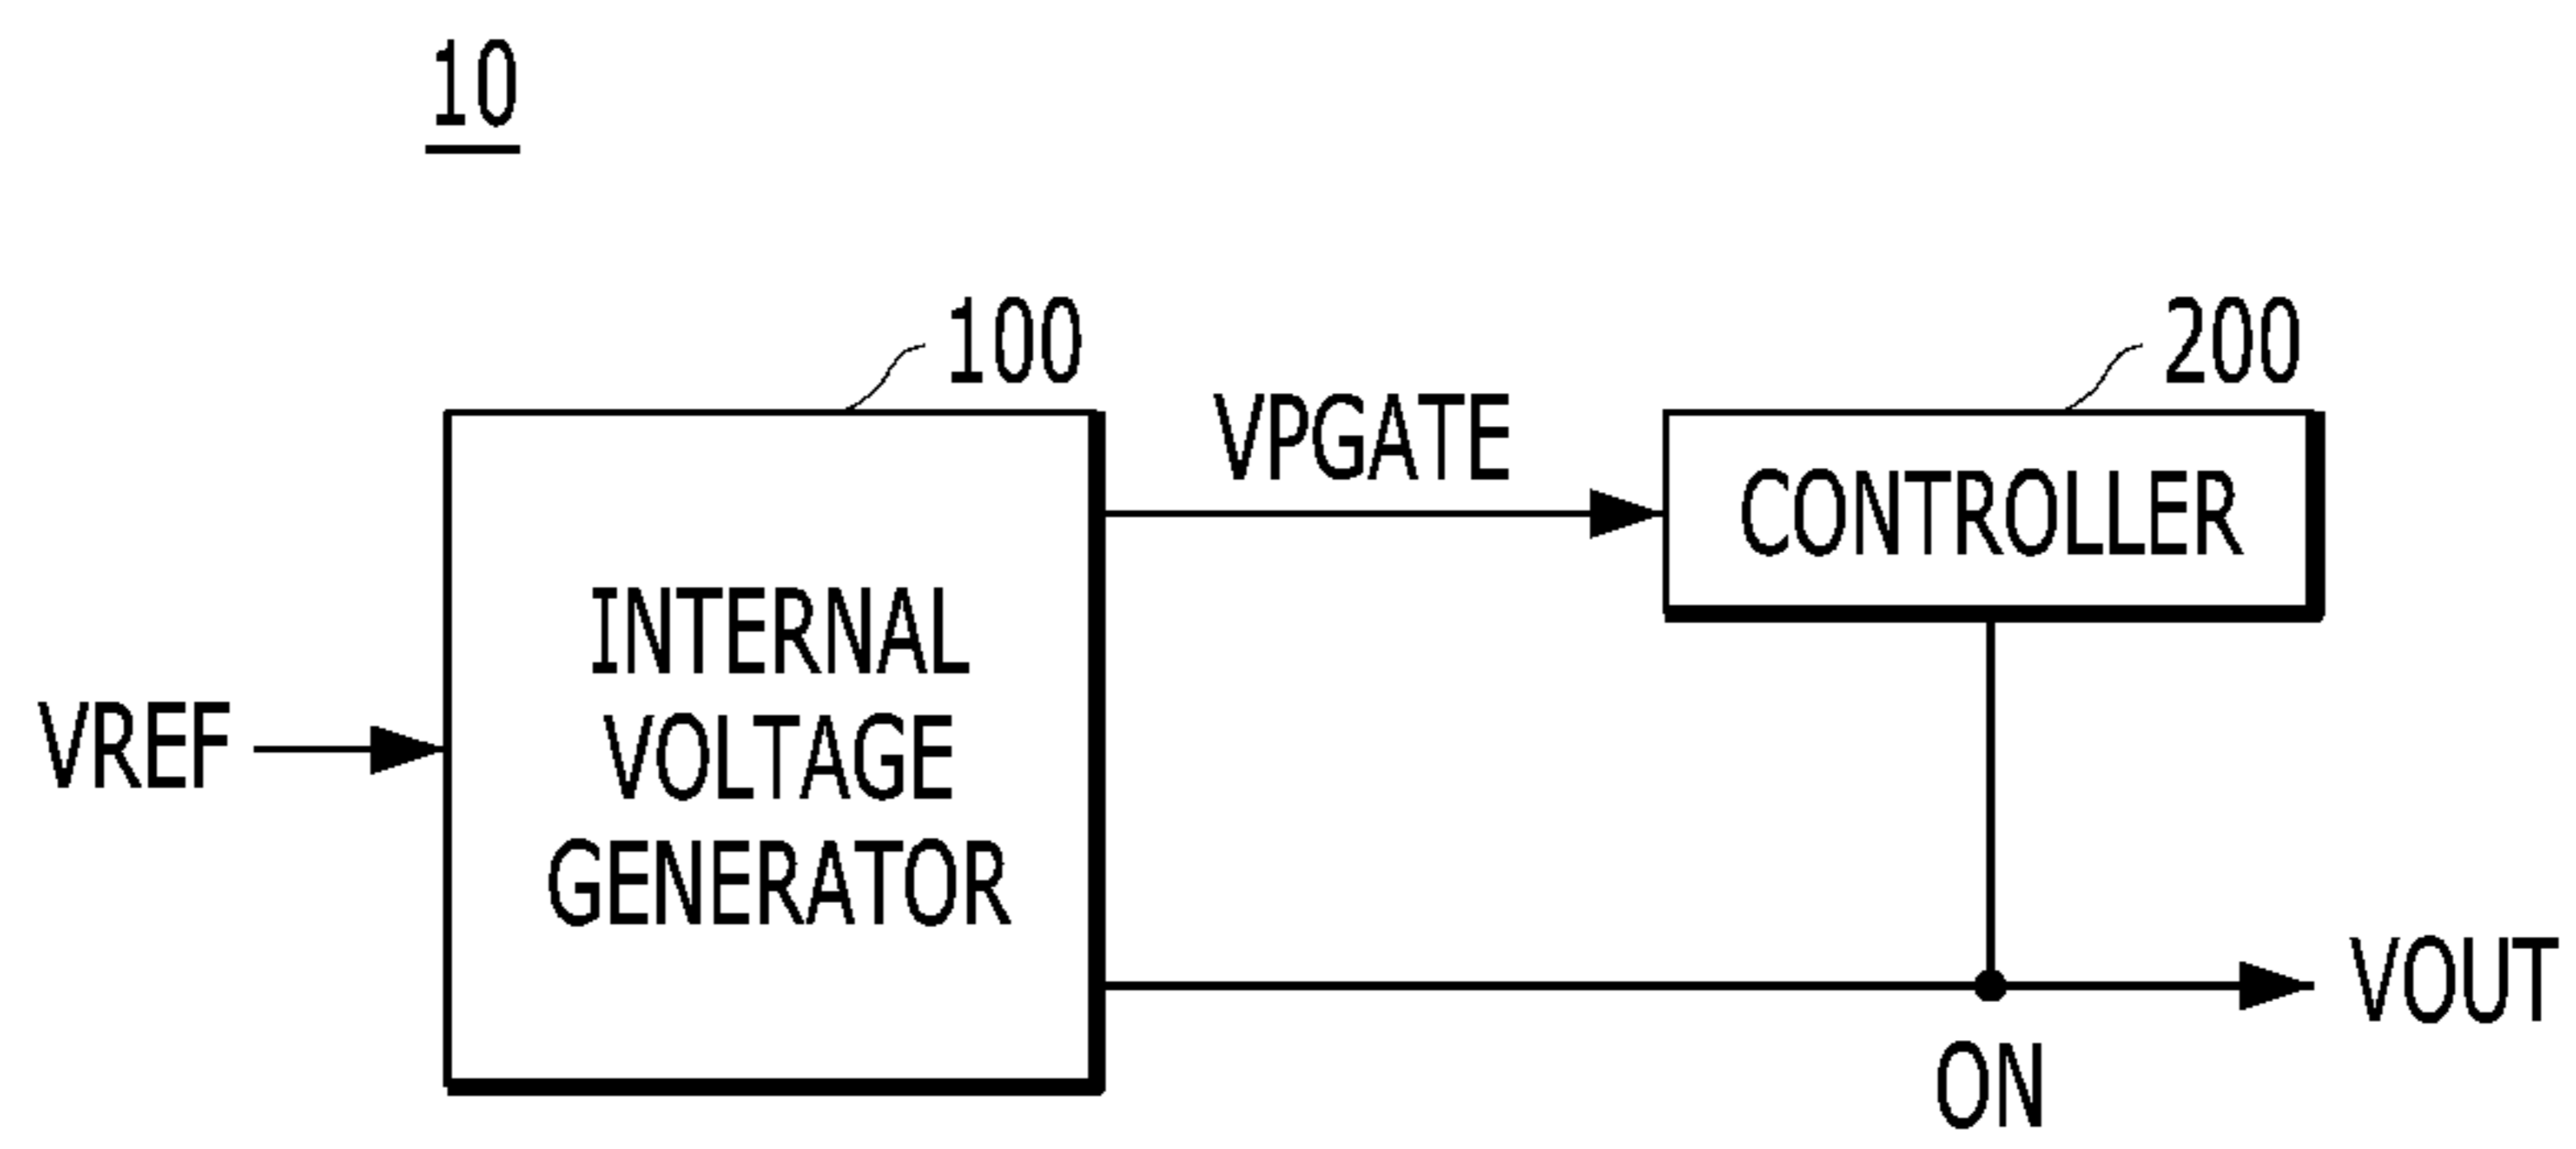 10
100
200
VPGATE
CONTROLLER
INTERNAL
VOLTAGE
GENERATOR
VREF
VOUT
ON